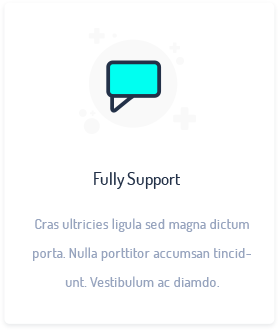 Fully Support
Cras ultricies ligula sed magna dictum
porta. Nulla porttitor accumsan tincid-
unt. Vestibulum ac diamdo.